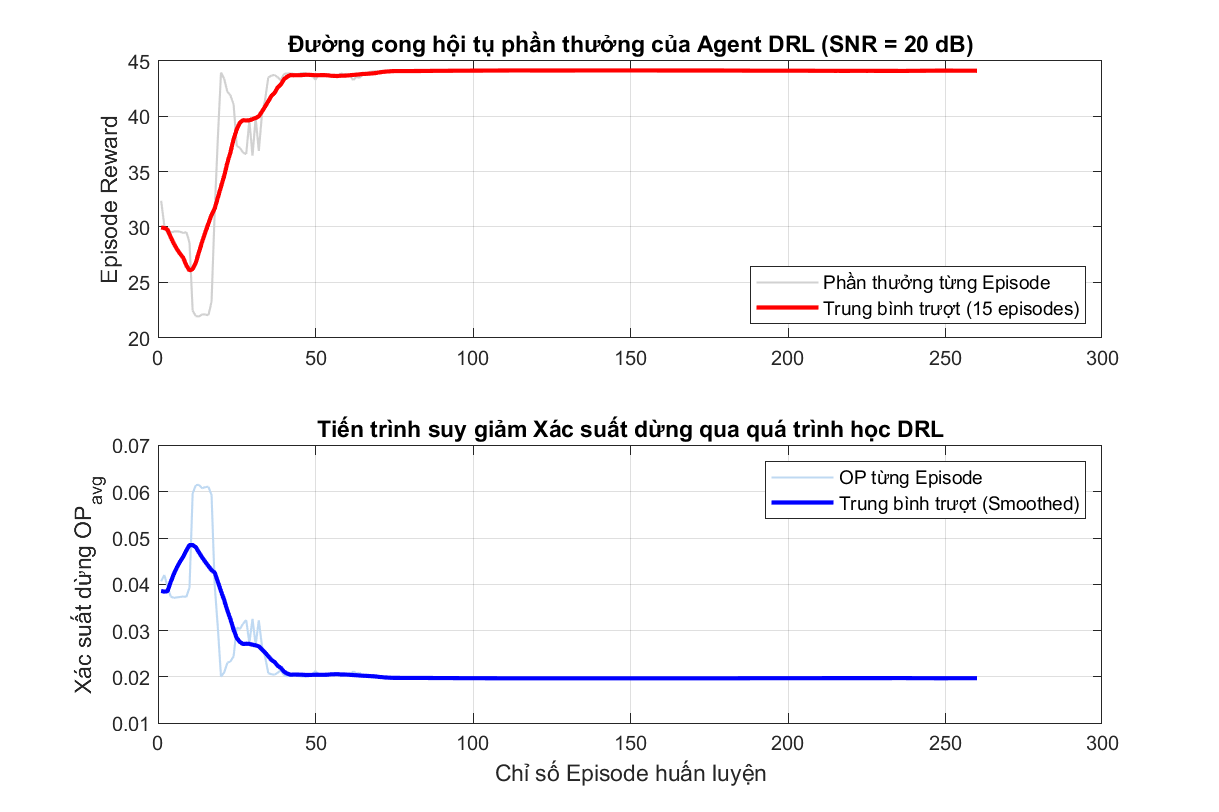 Đường cong hội tụ phần thưởng của Agent DRL (SNR = 20 dB)
45
40
35
30
25
20
Episode Reward
Phần thưởng từng Episode
Trung bình trượt (15 episodes)
0 50 100 150 200 250 300
Tiến trình suy giảm Xác suất dừng qua quá trình học DRL
0.07
0.06
0.05
0.04
0.03
0.02
0.01
Xác suất dừng OPavg
OP từng Episode
Trung bình trượt (Smoothed)
0 50 100 150 200 250 300
Chỉ số Episode huấn luyện